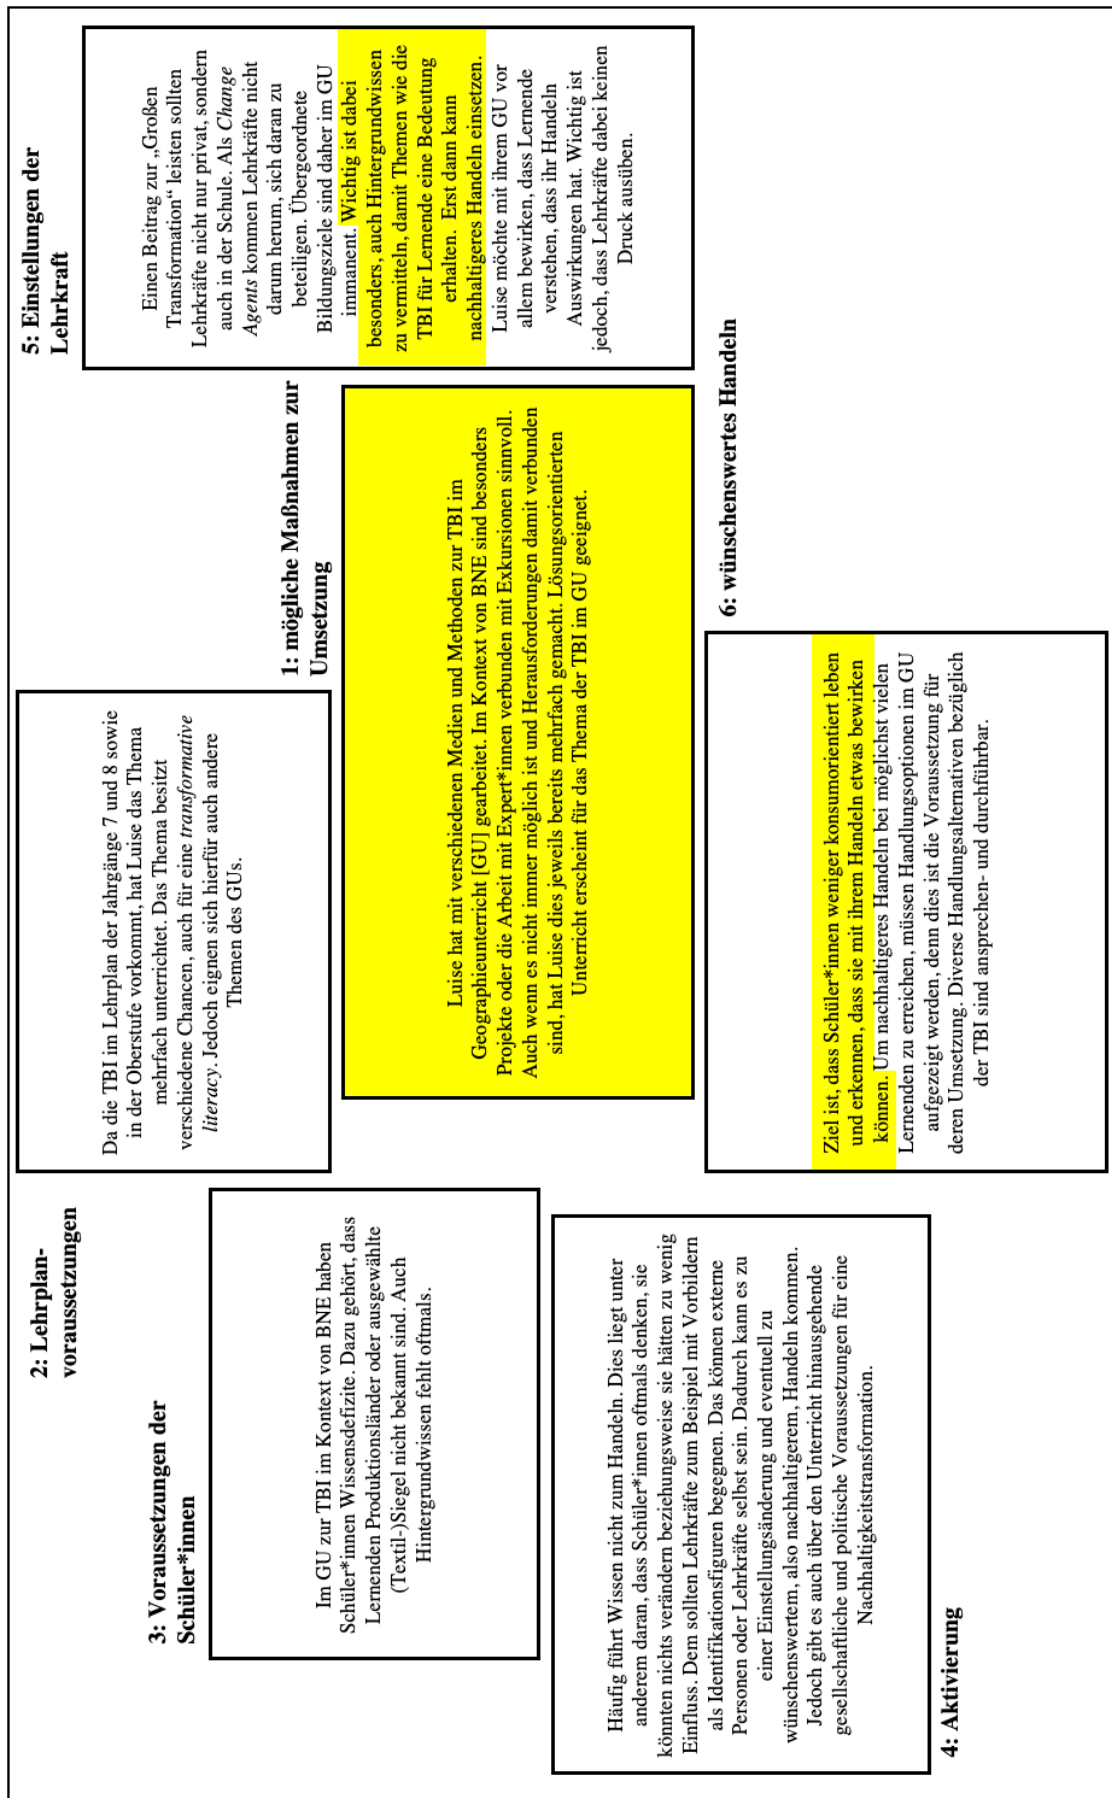 2: Lehrplan-
voraussetzungen
Da die TBI im Lehrplan der Jahrgänge 7 und 8 sowie
in der Oberstufe vorkommt, hat Luise das Thema
mehrfach unterrichtet. Das Thema besitzt
verschiedene Chancen, auch für eine transformative
literacy. Jedoch eignen sich hierfür auch andere
Themen des GUs.
5: Einstellungen der
Lehrkraft
Einen Beitrag zur „Großen
Transformation“ leisten sollten
Lehrkräfte nicht nur privat, sondern
auch in der Schule. Als Change
Agents kommen Lehrkräfte nicht
darum herum, sich daran zu
beteiligen. Übergeordnete
Bildungsziele sind daher im GU
immanent. Wichtig ist dabei
besonders, auch Hintergrundwissen
zu vermitteln, damit Themen wie die
TBI für Lernende eine Bedeutung
erhalten. Erst dann kann
nachhaltigeres Handeln einsetzen.
Luise möchte mit ihrem GU vor
allem bewirken, dass Lernende
verstehen, dass ihr Handeln
Auswirkungen hat. Wichtig ist
jedoch, dass Lehrkräfte dabei keinen
Druck ausüben.
3: Voraussetzungen der
Schüler*innen
Im GU zur TBI im Kontext von BNE haben
Schüler*innen Wissensdefizite. Dazu gehört, dass
Lernenden Produktionsländer oder ausgewählte
(Textil-)Siegel nicht bekannt sind. Auch
Hintergrundwissen fehlt oftmals.
1: mögliche Maßnahmen zur
Umsetzung
Luise hat mit verschiedenen Medien und Methoden zur TBI im
Geographieunterricht [GU] gearbeitet. Im Kontext von BNE sind besonders
Projekte oder die Arbeit mit Expert*innen verbunden mit Exkursionen sinnvoll.
Auch wenn es nicht immer möglich ist und Herausforderungen damit verbunden
sind, hat Luise dies jeweils bereits mehrfach gemacht. Lösungsorientierten
Unterricht erscheint für das Thema der TBI im GU geeignet.
Häufig führt Wissen nicht zum Handeln. Dies liegt unter
anderem daran, dass Schüler*innen oftmals denken, sie
könnten nichts verändern beziehungsweise sie hätten zu wenig
Einfluss. Dem sollten Lehrkräfte zum Beispiel mit Vorbildern
als Identifikationsfiguren begegnen. Das können externe
Personen oder Lehrkräfte selbst sein. Dadurch kann es zu
einer Einstellungsänderung und eventuell zu
wünschenswertem, also nachhaltigerem, Handeln kommen.
Jedoch gibt es auch über den Unterricht hinausgehende
gesellschaftliche und politische Voraussetzungen für eine
Nachhaltigkeitstransformation.
4: Aktivierung
6: wünschenswertes Handeln
Ziel ist, dass Schüler*innen weniger konsumorientiert leben
und erkennen, dass sie mit ihrem Handeln etwas bewirken
können. Um nachhaltigeres Handeln bei möglichst vielen
Lernenden zu erreichen, müssen Handlungsoptionen im GU
aufgezeigt werden, denn dies ist die Voraussetzung für
deren Umsetzung. Diverse Handlungsalternativen bezüglich
der TBI sind ansprechen- und durchführbar.